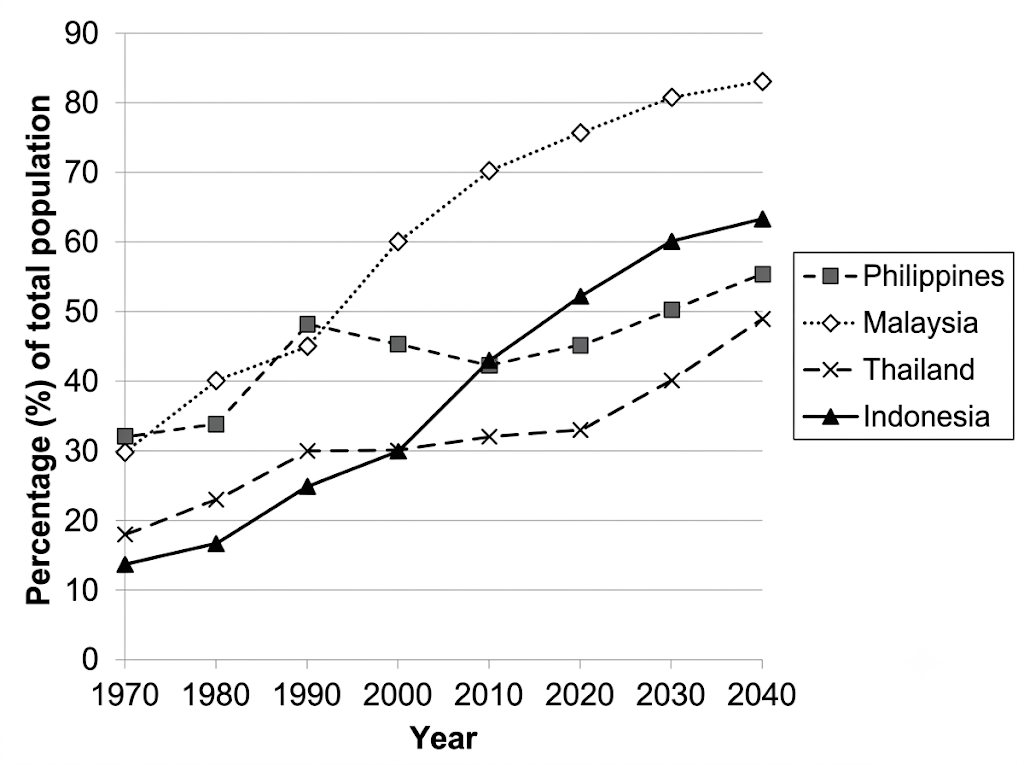 Percentage (%) of total population
90
80
70
60
50
40
30
20
10
0
1970 1980 1990 2000 2010 2020 2030 2040
Year
Philippines
Malaysia
Thailand
Indonesia